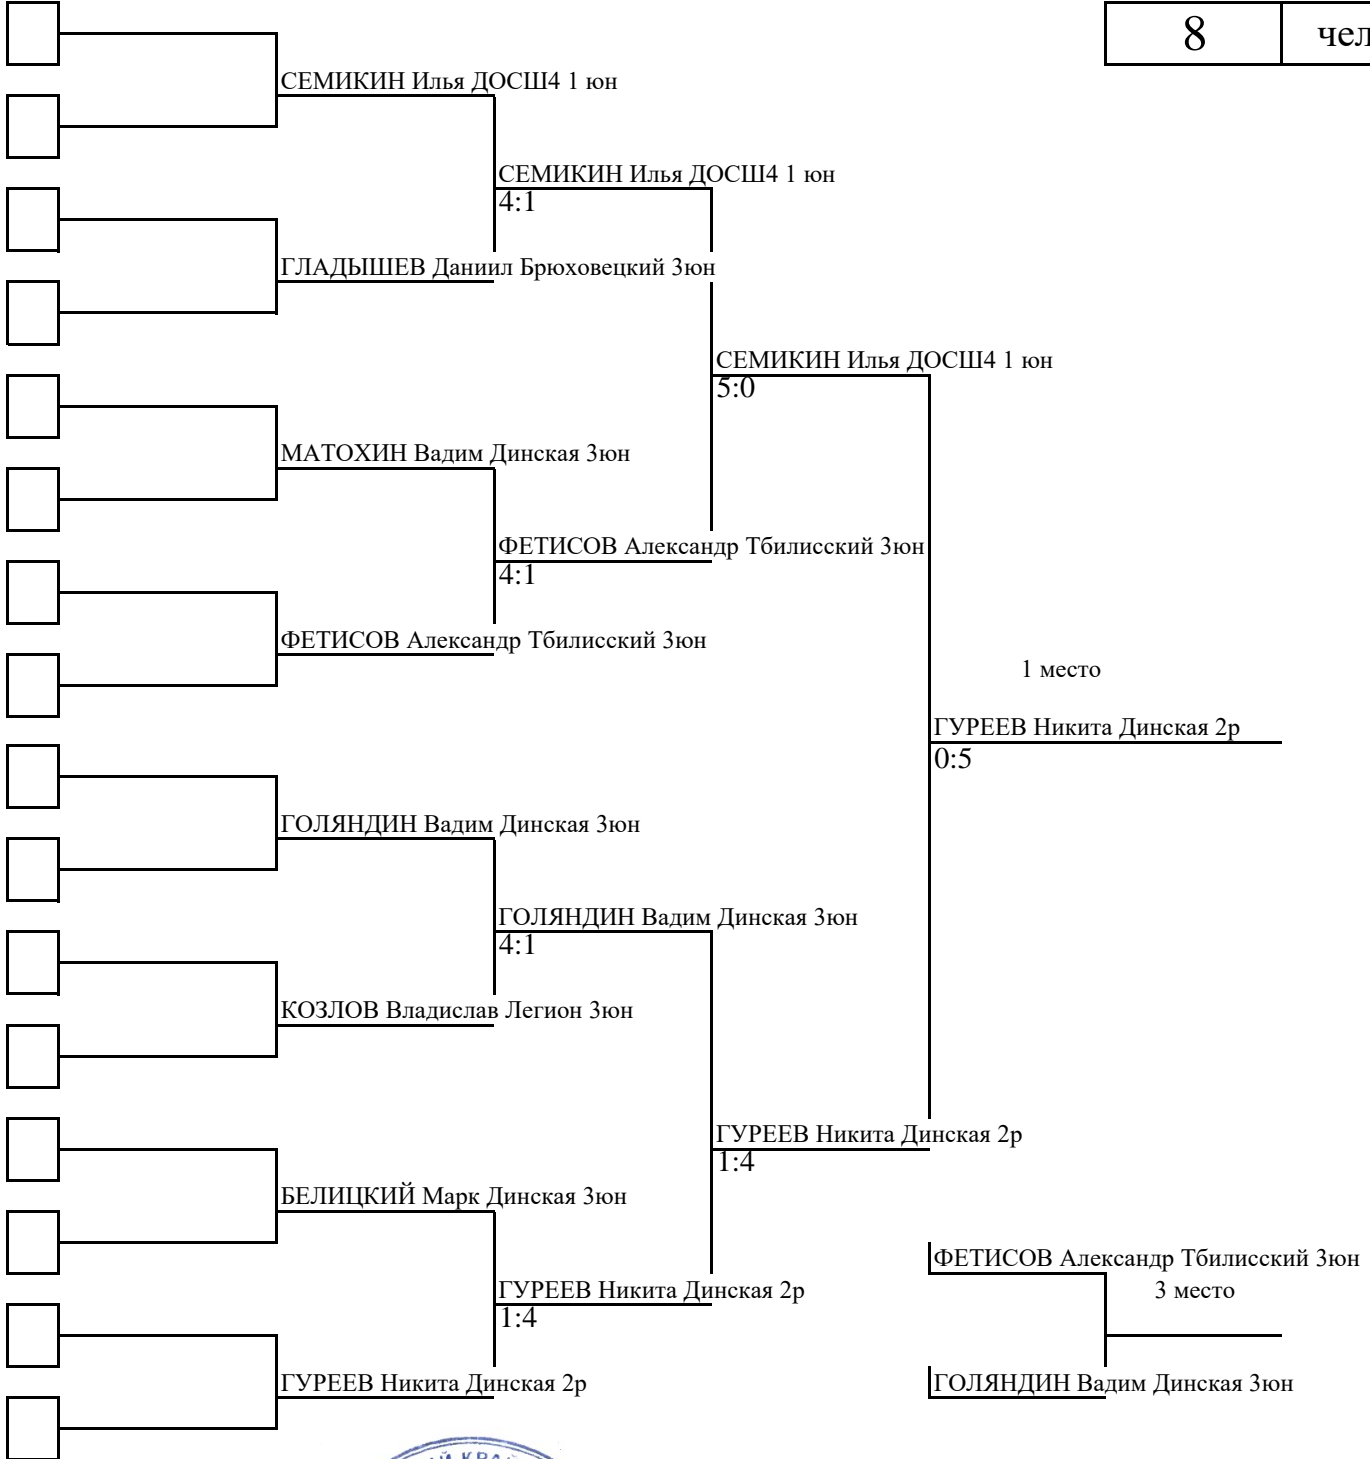 8 чел
СЕМИКИН Илья ДОСШ4 1 юн
СЕМИКИН Илья ДОСШ4 1 юн
4:1
ГЛАДЫШЕВ Даниил Брюховецкий 3юн
СЕМИКИН Илья ДОСШ4 1 юн
5:0
МАТОХИН Вадим Динская 3юн
ФЕТИСОВ Александр Тбилисский 3юн
4:1
ФЕТИСОВ Александр Тбилисский 3юн
1 место
ГУРЕЕВ Никита Динская 2р
0:5
ГОЛЯНДИН Вадим Динская 3юн
ГОЛЯНДИН Вадим Динская 3юн
4:1
КОЗЛОВ Владислав Легион 3юн
ГУРЕЕВ Никита Динская 2р
1:4
БЕЛИЦКИЙ Марк Динская 3юн
ФЕТИСОВ Александр Тбилисский 3юн
ГУРЕЕВ Никита Динская 2р
3 место
1:4
ГУРЕЕВ Никита Динская 2р
ГОЛЯНДИН Вадим Динская 3юн